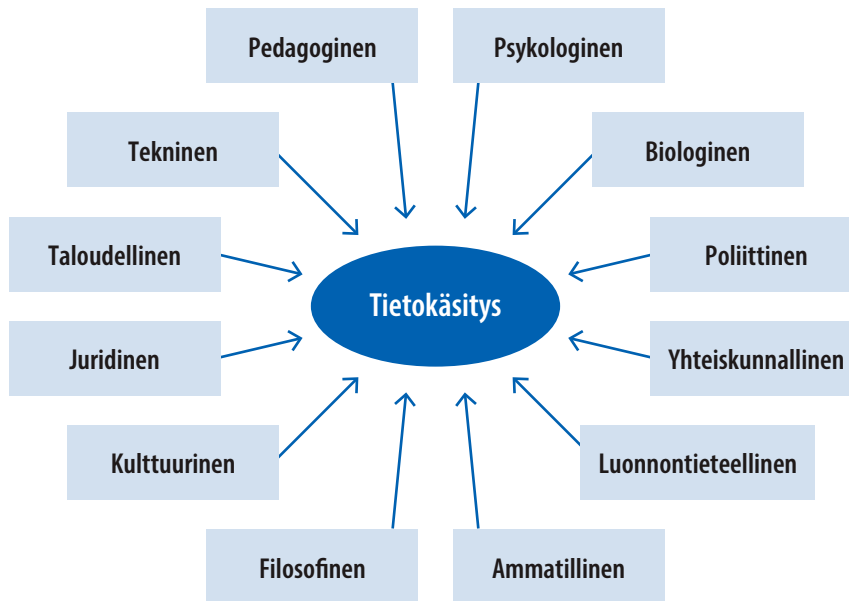 Pedagoginen
Psykologinen
Tekninen
Biologinen
Taloudellinen
Poliittinen
Tietokäsitys
Juridinen
Yhteiskunnallinen
Kulttuurinen
Luonnontieteellinen
Filosofinen
Ammatillinen